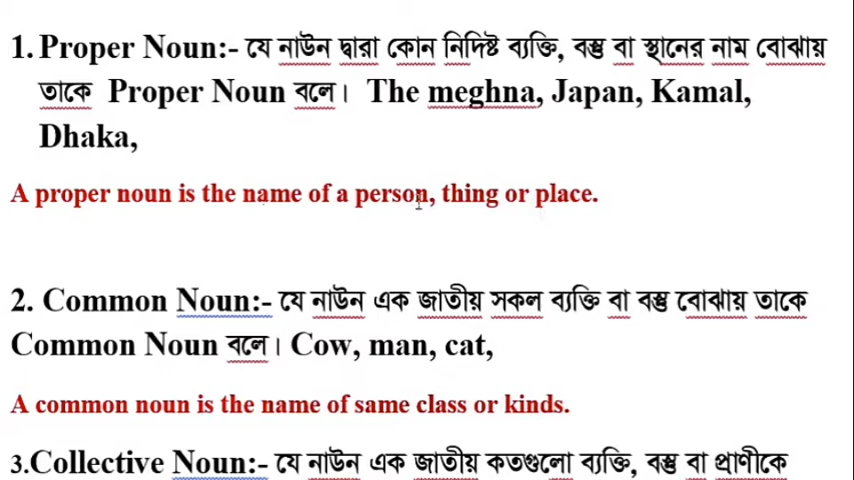 1. Proper Noun:- যে নাউন দ্বারা কোন নিদিষ্ট ব্যক্তি, বস্তু বা স্থানের নাম বোঝায়
তাকে Proper Noun বলে। The meghna, Japan, Kamal,
Dhaka,
A proper noun is the name of a person, thing or place.
2. Common Noun:- যে নাউন এক জাতীয় সকল ব্যক্তি বা বস্তু বোঝায় তাকে
Common Noun বলে। Cow, man, cat,
A common noun is the name of same class or kinds.
3.Collective Noun:- যে নাউন এক জাতীয় কতগুলো ব্যক্তি, বস্তু বা প্রাণীকে